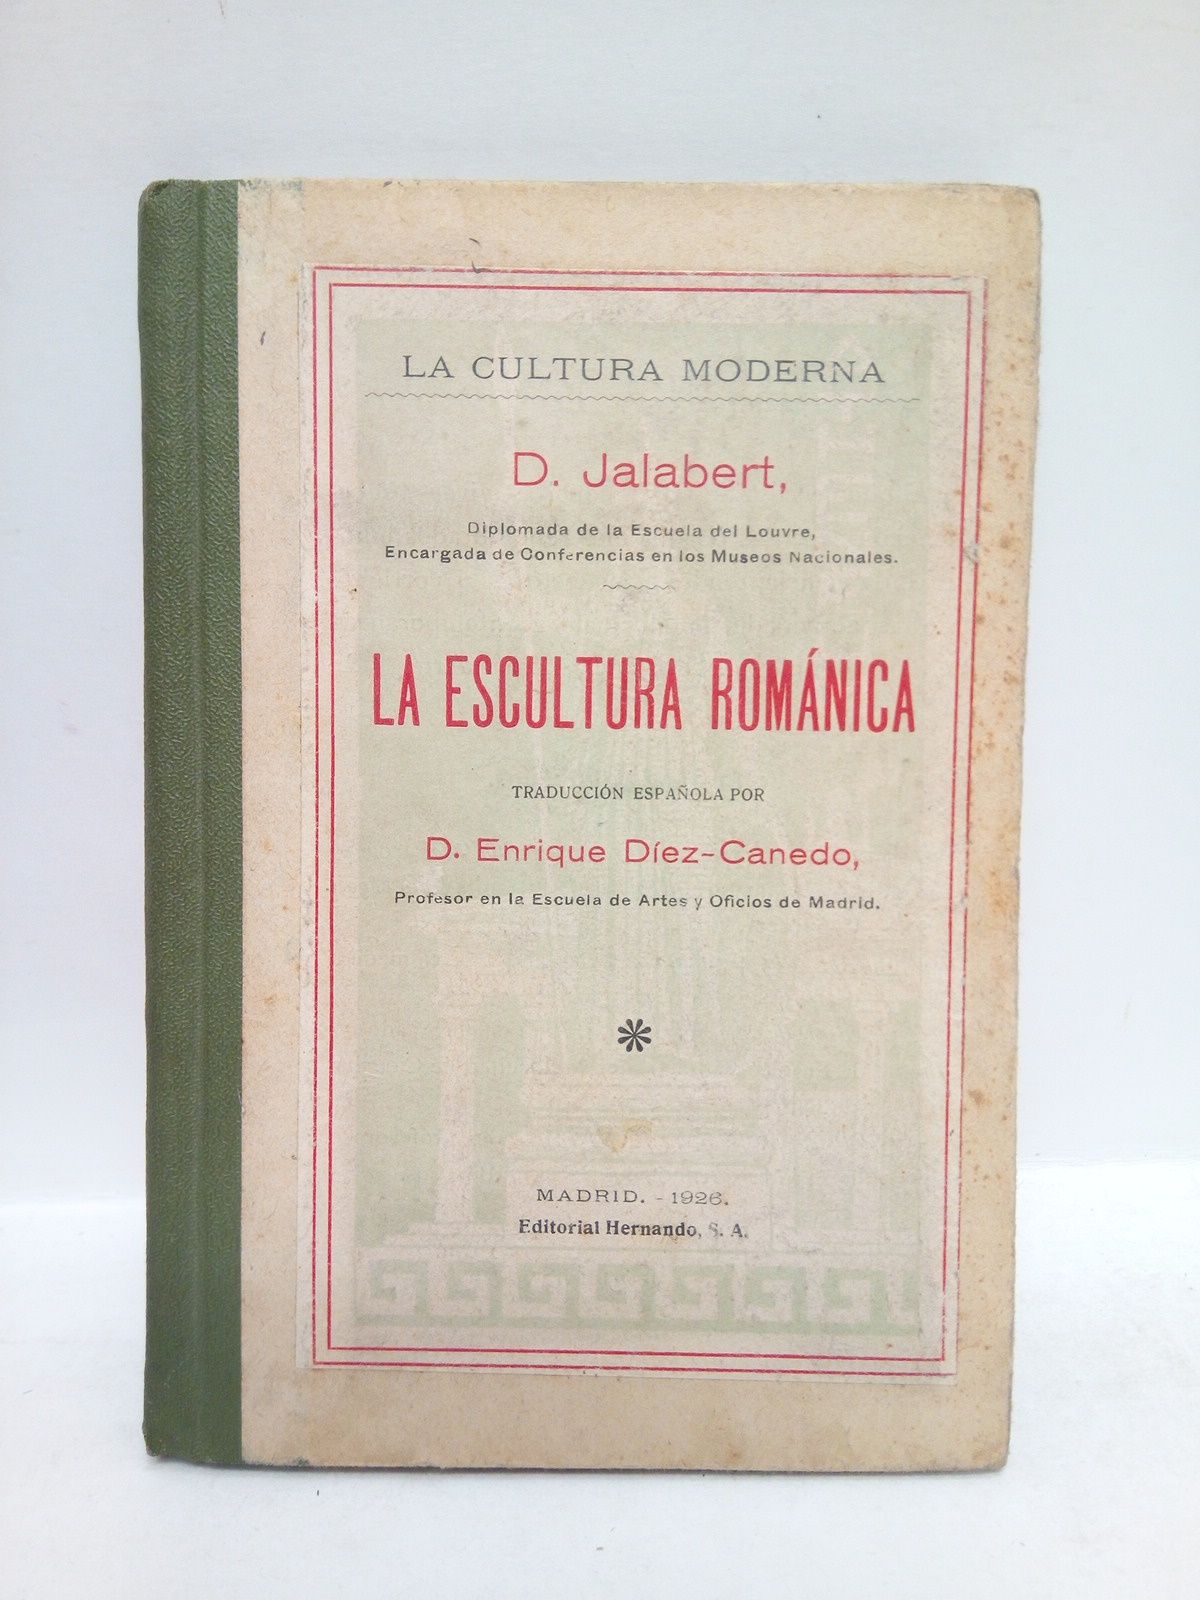 LA CULTURA MODERNA
D. Jalabert,
Diplomada de la Escuela del Louvre,
Encargada de Conferencias en los Museos Nacionales.
LA ESCULTURA ROMÁNICA
TRADUCCIÓN ESPAÑOLA POR
D. Enrique Díez-Canedo,
Profesor en la Escuela de Artes y Oficios de Madrid.
MADRID. - 1926.
Editorial Hernando, S. A.